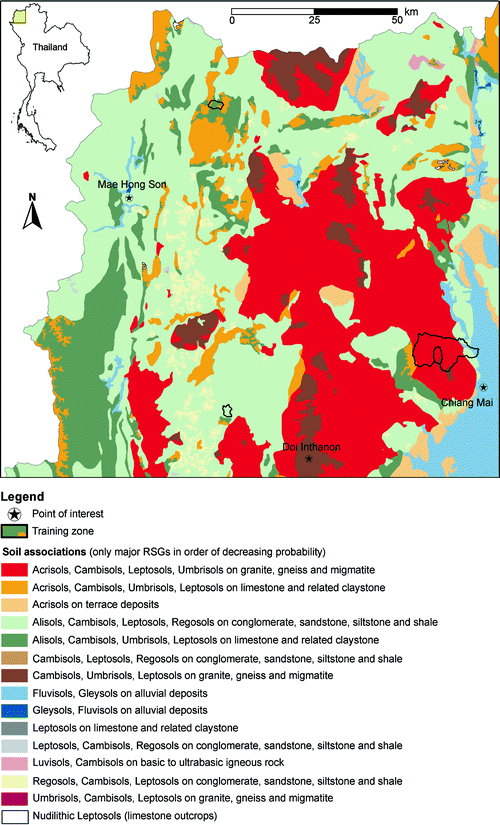 Thailand
0 25 50
km
Mae Hong Son
N
Chiang Mai
Doi Inthanon
Legend
Point of interest
Training zone
Soil associations (only major RSGs in order of decreasing probability)
Acrisols, Cambisols, Leptosols, Umbrisols on granite, gneiss and migmatite
Acrisols, Cambisols, Umbrisols, Leptosols on limestone and related claystone
Acrisols on terrace deposits
Alisols, Cambisols, Leptosols, Regosols on conglomerate, sandstone, siltstone and shale
Alisols, Cambisols, Umbrisols, Leptosols on limestone and related claystone
Cambisols, Leptosols, Regosols on conglomerate, sandstone, siltstone and shale
Cambisols, Umbrisols, Leptosols on granite, gneiss and migmatite
Fluvisols, Gleysols on alluvial deposits
Gleysols, Fluvisols on alluvial deposits
Leptosols on limestone and related claystone
Leptosols, Cambisols, Regosols on conglomerate, sandstone, siltstone and shale
Luvisols, Cambisols on basic to ultrabasic igneous rock
Regosols, Cambisols, Leptosols on conglomerate, sandstone, siltstone and shale
Umbrisols, Cambisols, Leptosols on granite, gneiss and migmatite
Nudilithic Leptosols (limestone outcrops)